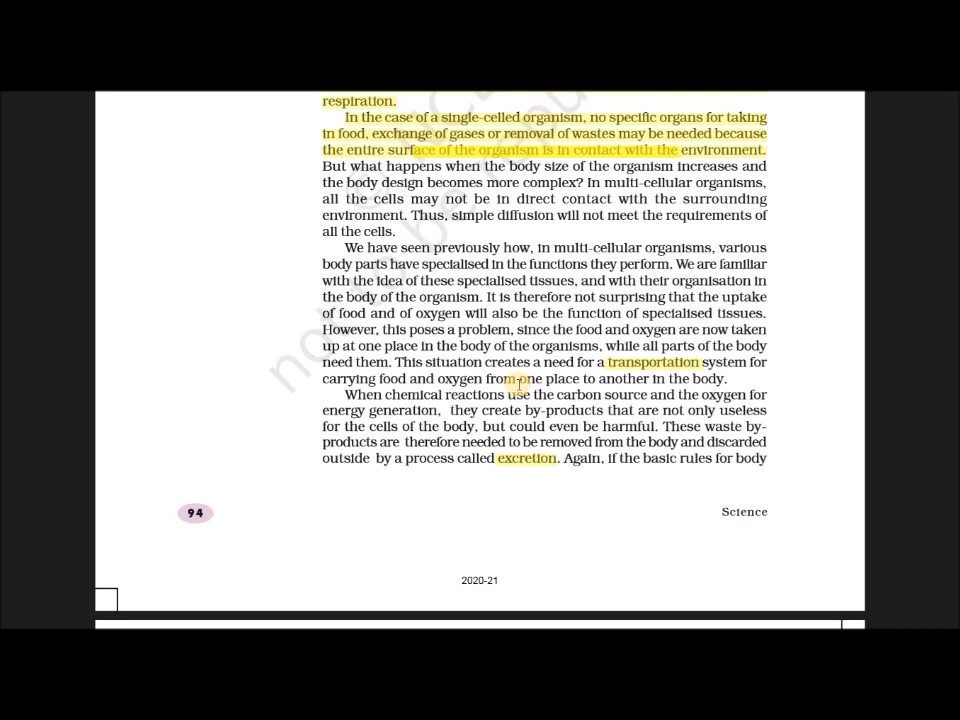 respiration.
In the case of a single-celled organism, no specific organs for taking
in food, exchange of gases or removal of wastes may be needed because
the entire surface of the organism is in contact with the environment.
But what happens when the body size of the organism increases and
the body design becomes more complex? In multi-cellular organisms,
all the cells may not be in direct contact with the surrounding
environment. Thus, simple diffusion will not meet the requirements of
all the cells.
We have seen previously how, in multi-cellular organisms, various
body parts have specialised in the functions they perform. We are familiar
with the idea of these specialised tissues, and with their organisation in
the body of the organism. It is therefore not surprising that the uptake
of food and of oxygen will also be the function of specialised tissues.
However, this poses a problem, since the food and oxygen are now taken
up at one place in the body of the organisms, while all parts of the body
need them. This situation creates a need for a transportation system for
carrying food and oxygen from one place to another in the body.
When chemical reactions use the carbon source and the oxygen for
energy generation, they create by-products that are not only useless
for the cells of the body, but could even be harmful. These waste by-
products are therefore needed to be removed from the body and discarded
outside by a process called excretion. Again, if the basic rules for body
94
Science
2020-21
not to be repu